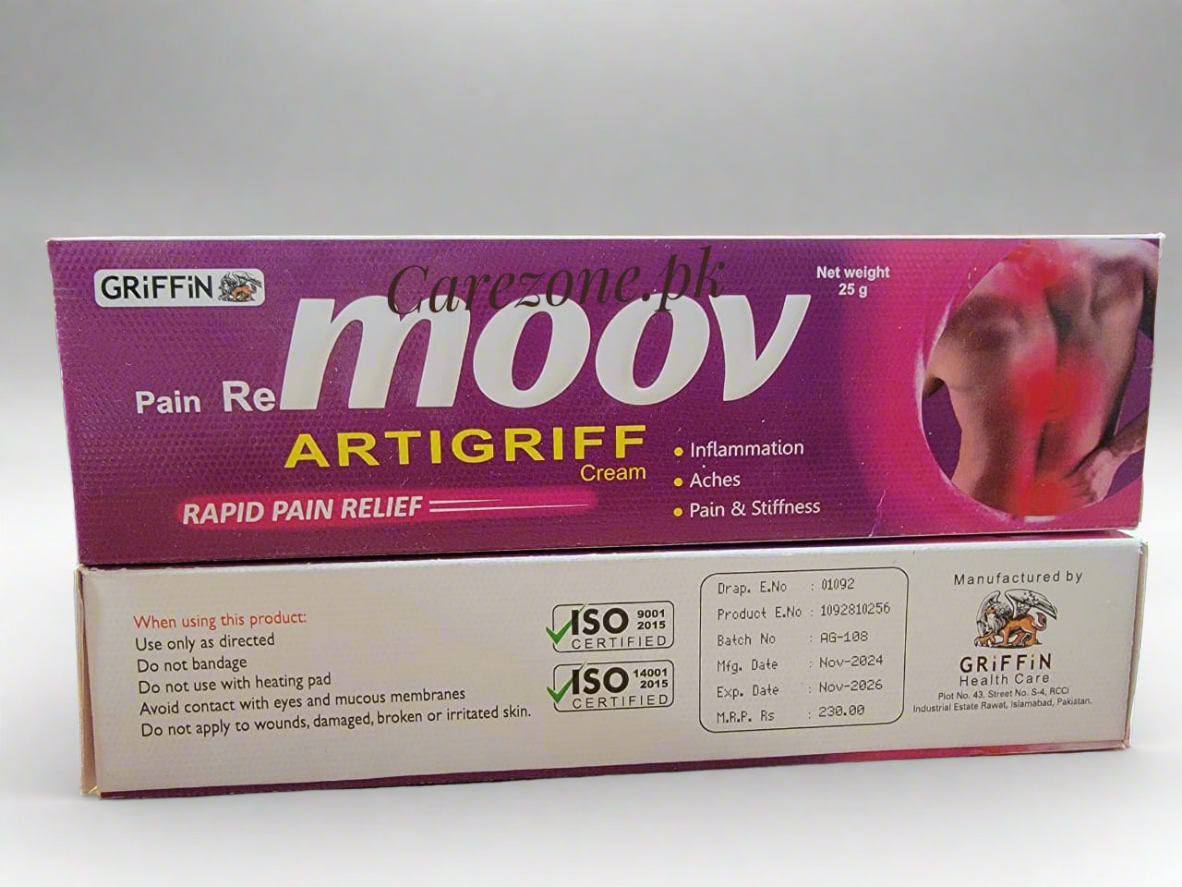 GRiFFiN
Carezone.pk
Net weight
25 g
Pain Remoov
ARTIGRIFF
Cream
RAPID PAIN RELIEF
• Inflammation
• Aches
• Pain & Stiffness
When using this product:
Use only as directed
Do not bandage
Do not use with heating pad
Avoid contact with eyes and mucous membranes
Do not apply to wounds, damaged, broken or irritated skin.
ISO 9001
2015
CERTIFIED
ISO 14001
2015
CERTIFIED
Drap. E.No : 01092
Product E.No : 1092810256
Batch No : AG-108
Mfg. Date : Nov-2024
Exp. Date : Nov-2026
M.R.P. Rs : 230.00
Manufactured by
GRiFFiN
Health Care
Plot No. 43, Street No. S-4, RCCI
Industrial Estate Rawat, Islamabad, Pakistan.